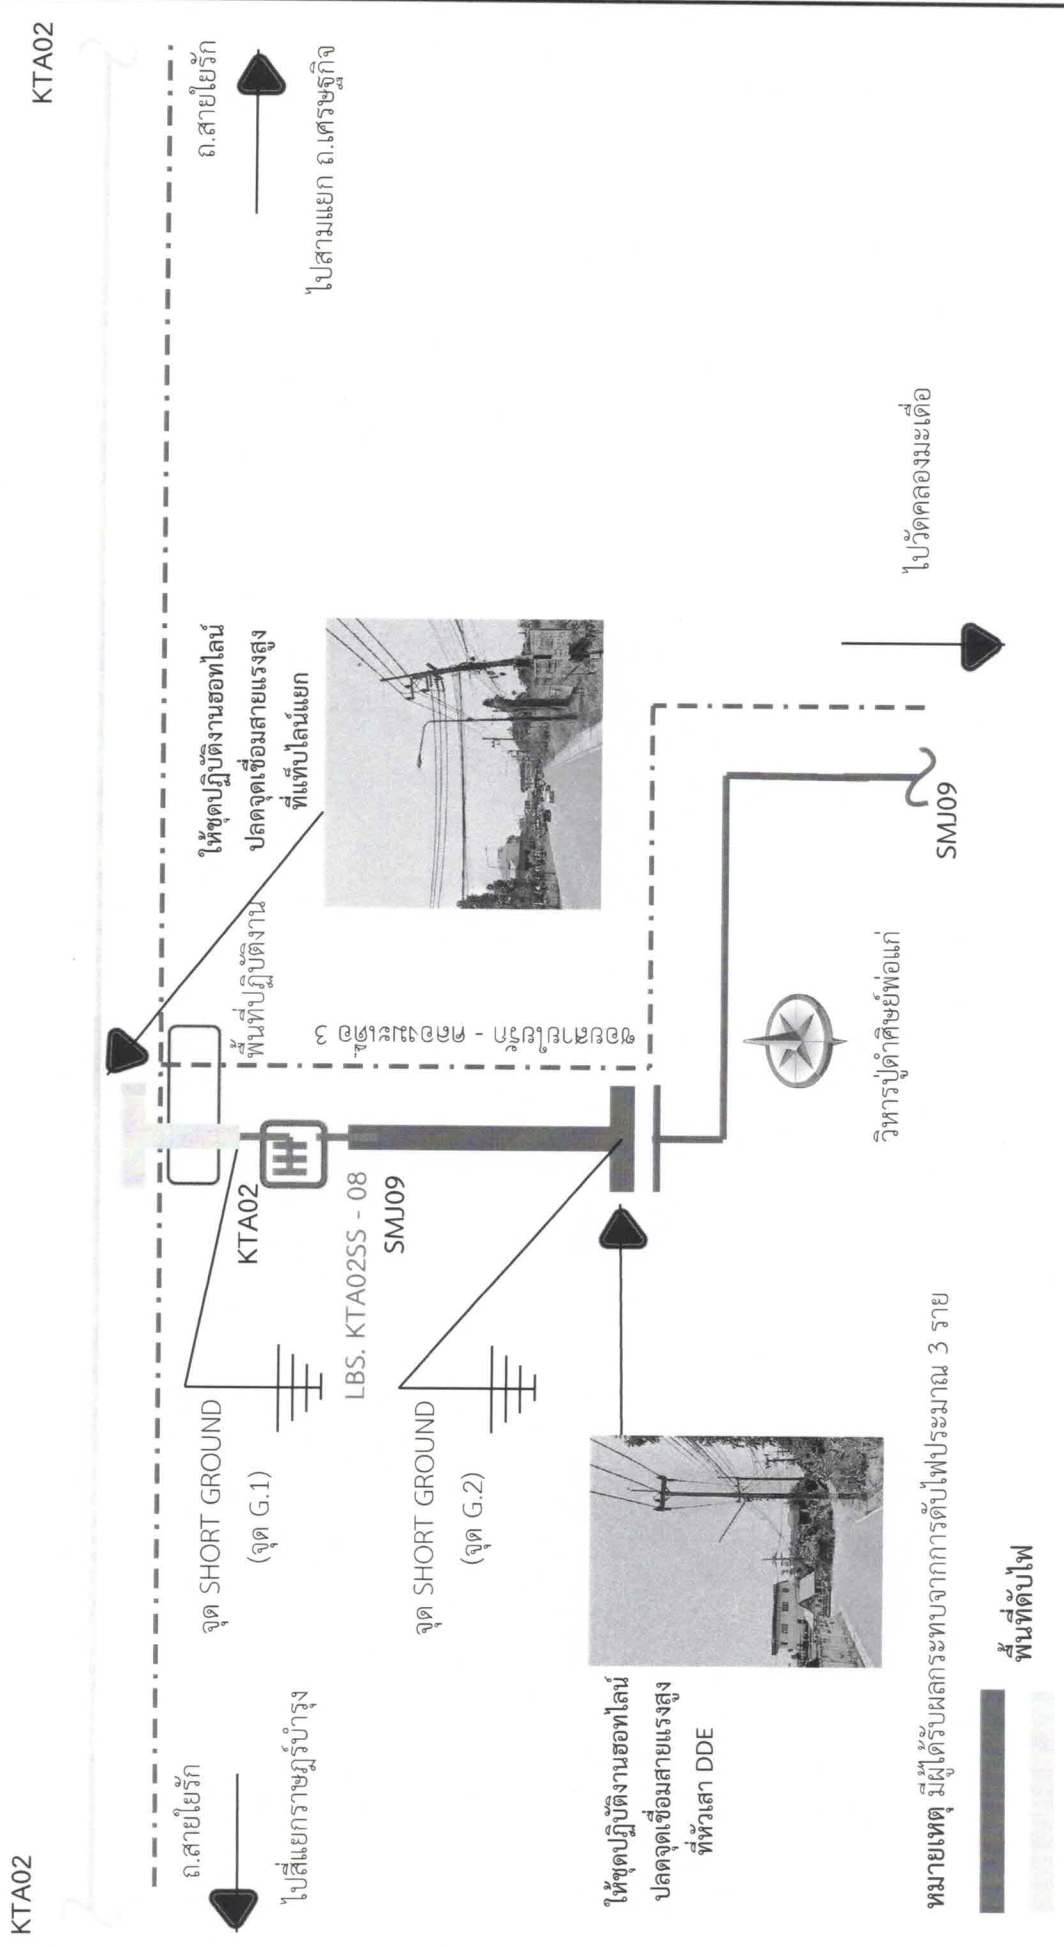 KTA02
KTA02
ถ.สายใยรัก
ไปสี่แยกราษฎร์บำรุง
ถ.สายใยรัก
ไปสามแยก ถ.เศรษฐกิจ
ให้ชุดปฏิบัติงานฮอทไลน์
ปลดจุดเชื่อมสายแรงสูง
ที่แท็บไลน์แยก
พื้นที่ปฏิบัติงาน
จุด SHORT GROUND
(จุด G.1)
KTA02
LBS. KTA02SS - 08
SMJ09
ซอยสายใยรัก - คลองมะเดื่อ 3
จุด SHORT GROUND
(จุด G.2)
ให้ชุดปฏิบัติงานฮอทไลน์
ปลดจุดเชื่อมสายแรงสูง
ที่หัวเสา DDE
วิหารปู่ดำศิษย์พ่อแก่
SMJ09
ไปวัดคลองมะเดื่อ
หมายเหตุ มีผู้ได้รับผลกระทบจากการดับไฟประมาณ 3 ราย
พื้นที่ดับไฟ